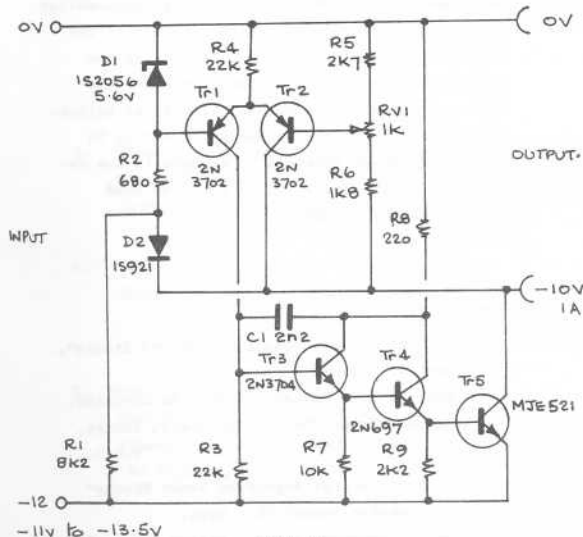 0V
0V
D1
1S2056
5.6V
R4
22K
R5
2K7
Tr1
Tr2
RV1
1K
R2
680
2N
3702
2N
3702
R6
1K8
OUTPUT.
R8
220
INPUT
D2
1S921
-10V
1A
C1 2n2
Tr3
2N3704
Tr4
2N697
Tr5
MJE521
R1
8K2
R3
22K
R7
10K
R9
2K2
-12
-11V to -13.5V